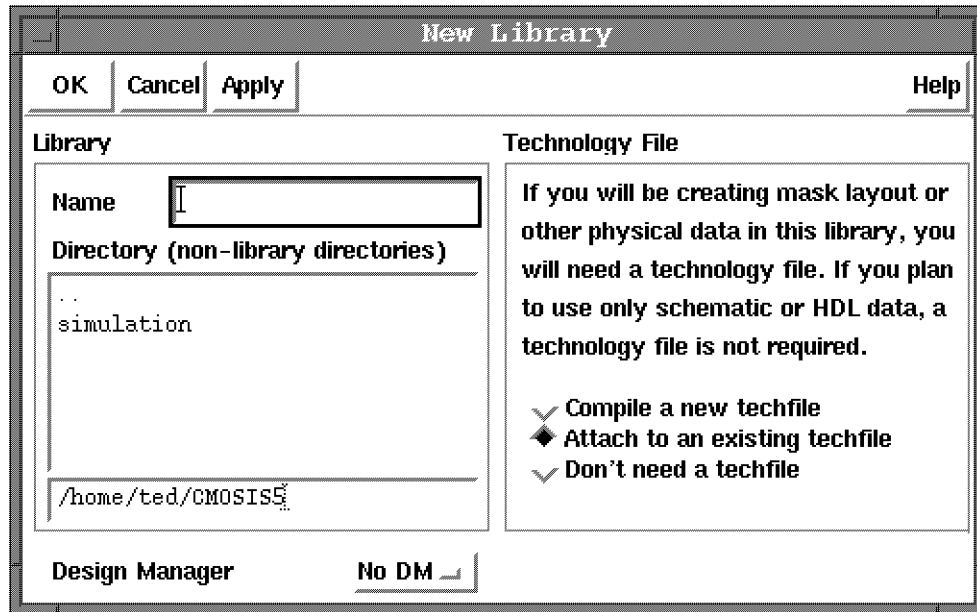 New Library
OK Cancel Apply Help
Library
Name
Directory (non-library directories)
..
simulation
/home/ted/CMOSIS5
Design Manager No DM
Technology File
If you will be creating mask layout or
other physical data in this library, you
will need a technology file. If you plan
to use only schematic or HDL data, a
technology file is not required.
Compile a new techfile
Attach to an existing techfile
Don't need a techfile